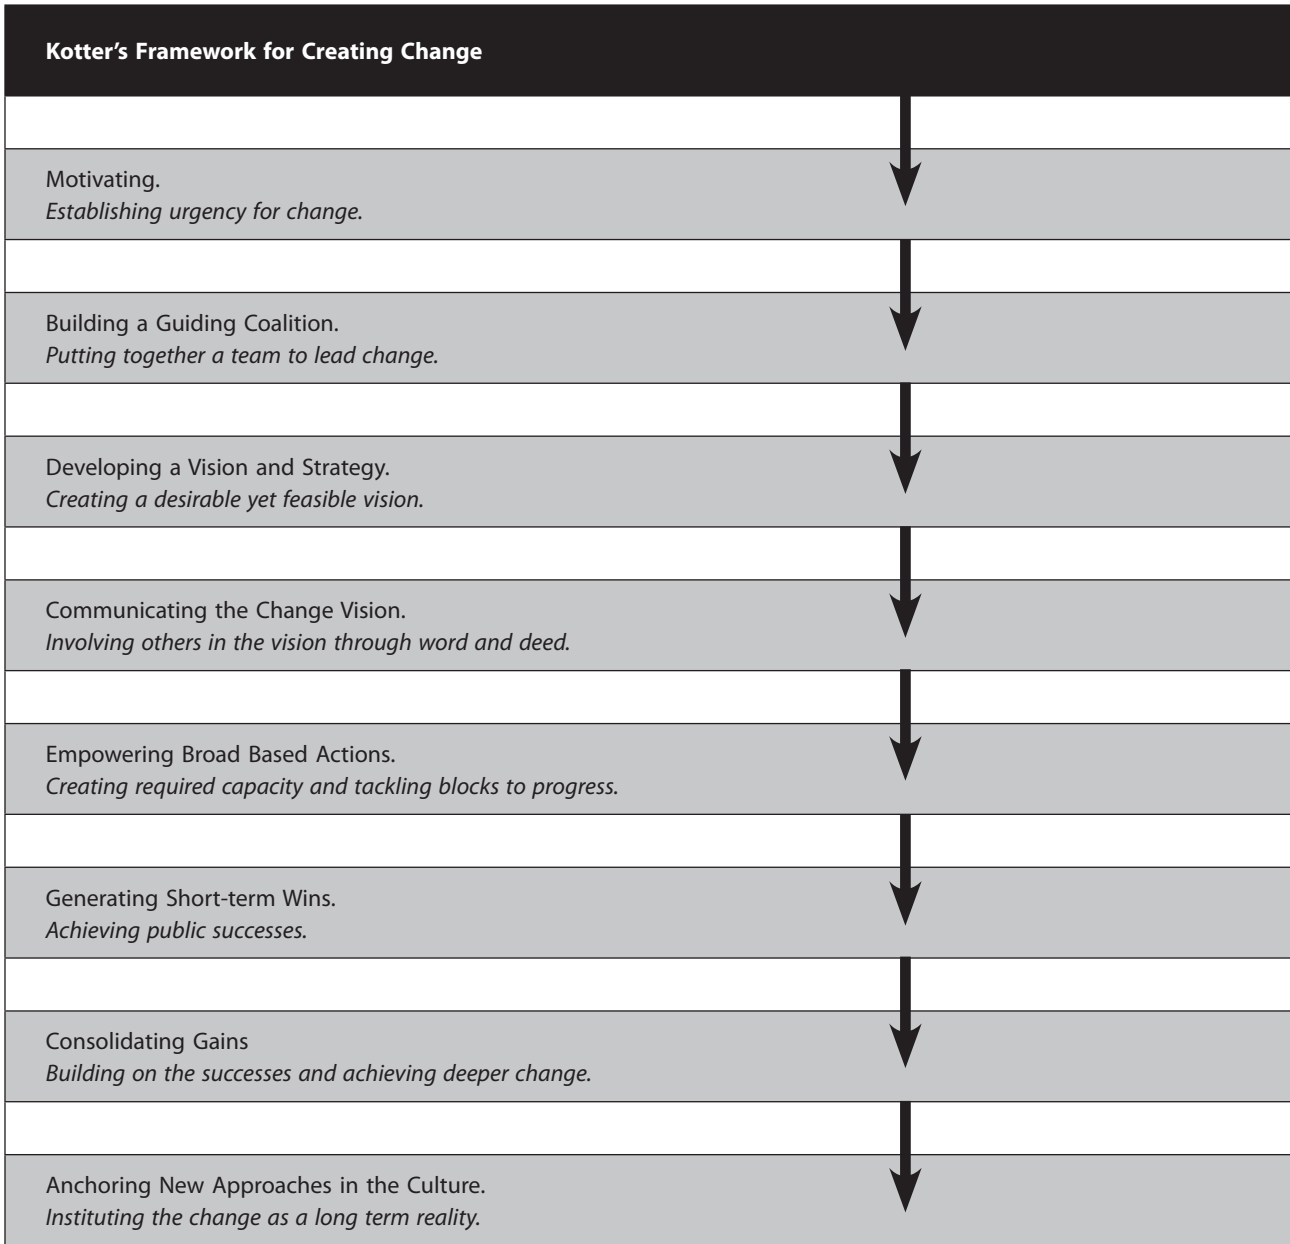 Kotter’s Framework for Creating Change
Motivating.
Establishing urgency for change.
Building a Guiding Coalition.
Putting together a team to lead change.
Developing a Vision and Strategy.
Creating a desirable yet feasible vision.
Communicating the Change Vision.
Involving others in the vision through word and deed.
Empowering Broad Based Actions.
Creating required capacity and tackling blocks to progress.
Generating Short-term Wins.
Achieving public successes.
Consolidating Gains
Building on the successes and achieving deeper change.
Anchoring New Approaches in the Culture.
Instituting the change as a long term reality.